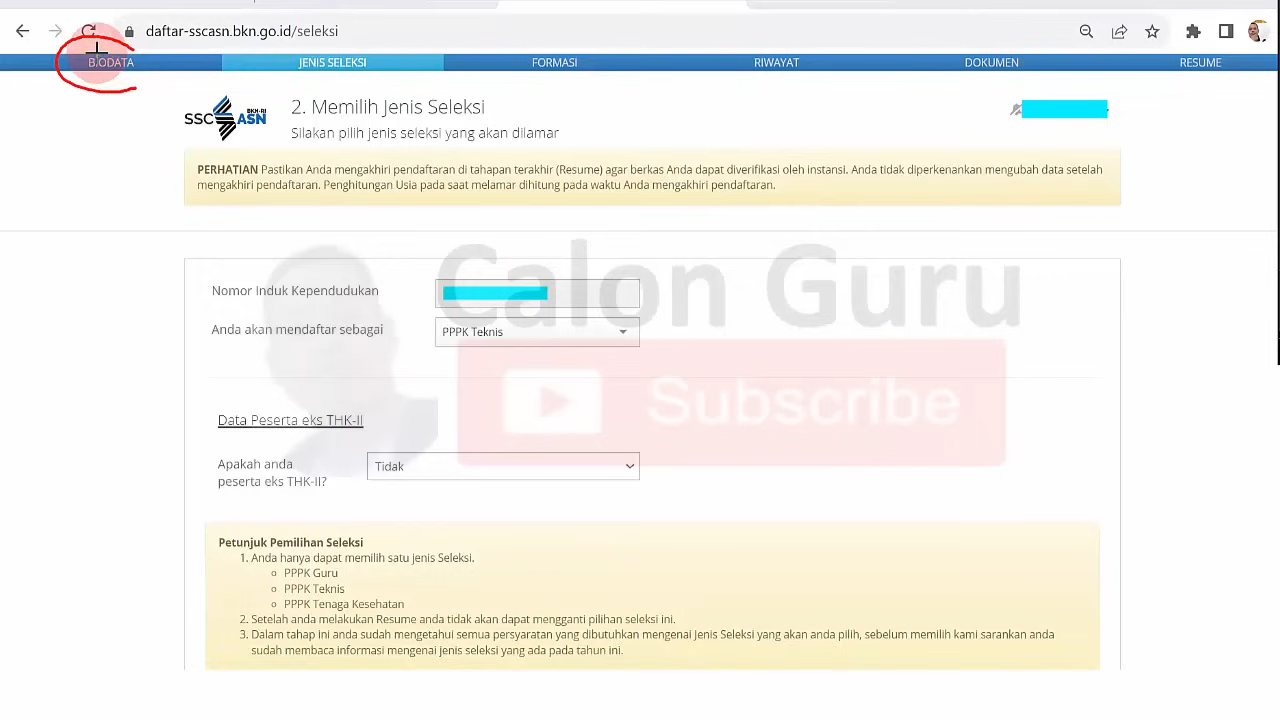 daftar-sscasn.bkn.go.id/seleksi
BIODATA
JENIS SELEKSI
FORMASI
RIWAYAT
DOKUMEN
RESUME
SSC ASN
BKN-RI
2. Memilih Jenis Seleksi
Silakan pilih jenis seleksi yang akan dilamar
PERHATIAN Pastikan Anda mengakhiri pendaftaran di tahapan terakhir (Resume) agar berkas Anda dapat diverifikasi oleh instansi. Anda tidak diperkenankan mengubah data setelah
mengakhiri pendaftaran. Penghitungan Usia pada saat melamar dihitung pada waktu Anda mengakhiri pendaftaran.
Calon Guru
Nomor Induk Kependudukan
Anda akan mendaftar sebagai
PPPK Teknis
Subscribe
Data Peserta eks THK-II
Apakah anda
peserta eks THK-II?
Tidak
Petunjuk Pemilihan Seleksi
1. Anda hanya dapat memilih satu jenis Seleksi.
PPPK Guru
PPPK Teknis
PPPK Tenaga Kesehatan
2. Setelah anda melakukan Resume anda tidak akan dapat mengganti pilihan seleksi ini.
3. Dalam tahap ini anda sudah mengetahui semua persyaratan yang dibutuhkan mengenai Jenis Seleksi yang akan anda pilih, sebelum memilih kami sarankan anda
sudah membaca informasi mengenai jenis seleksi yang ada pada tahun ini.